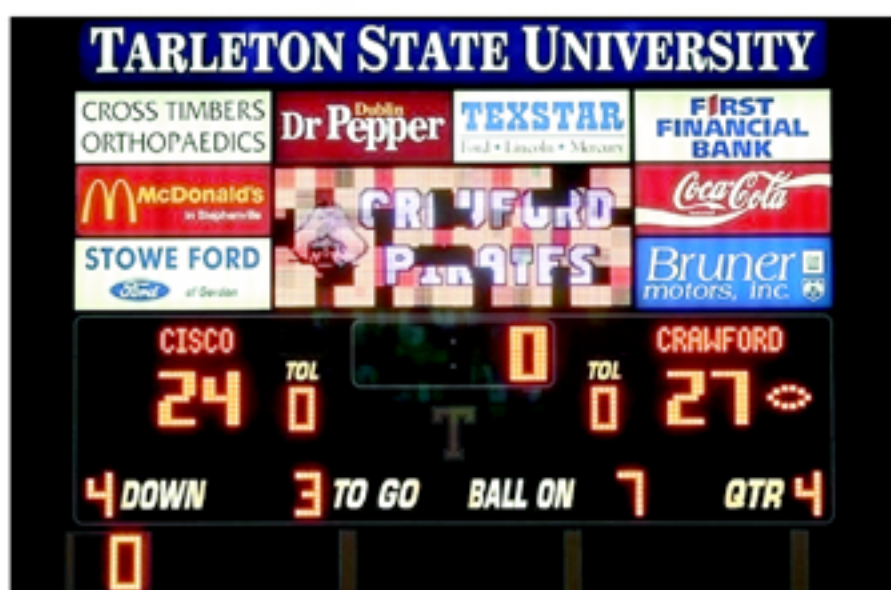 TARLETON STATE UNIVERSITY
CROSS TIMBERS
ORTHOPAEDICS
Dublin
Dr Pepper
TEXSTAR
Ford • Lincoln • Mercury
FIRST
FINANCIAL
BANK
McDonald's
in Stephenville
CRAWFORD
PIRATES
Coca-Cola
STOWE FORD
Ford
Bruner
motors, inc.
CISCO
0
CRAWFORD
24
TOL
0
TOL
0
27
T
4 DOWN
3 TO GO
BALL ON 7
QTR 4
0